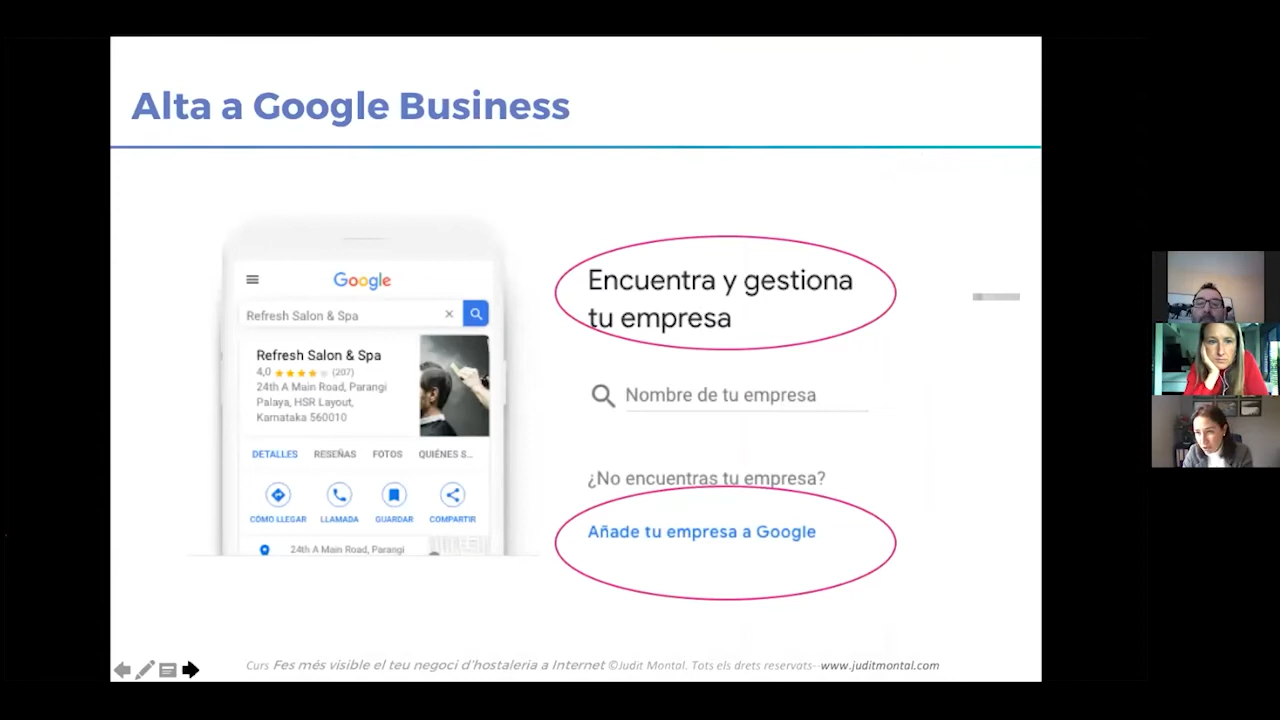 Alta a Google Business
Google
Refresh Salon & Spa
Refresh Salon & Spa
4,0 (207)
24th A Main Road, Parangi
Palaya, HSR Layout,
Karnataka 560010
DETALLES RESEÑAS FOTOS QUIÉNES S...
CÓMO LLEGAR LLAMADA GUARDAR COMPARTIR
24th A Main Road, Parangi
Encuentra y gestiona
tu empresa
Nombre de tu empresa
¿No encuentras tu empresa?
Añade tu empresa a Google
Curs Fes més visible el teu negoci d'hostaleria a Internet ©Judit Montal. Tots els drets reservats- www.juditmontal.com